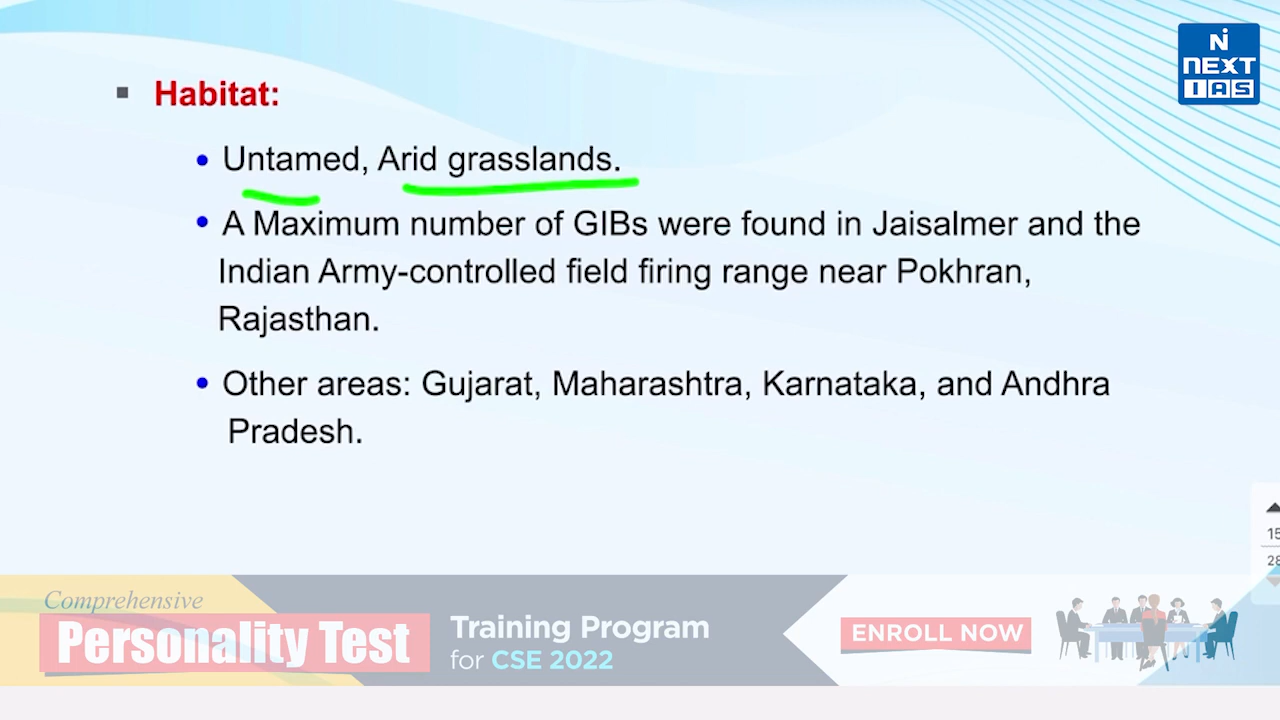 NEXT
IAS
Habitat:
Untamed, Arid grasslands.
A Maximum number of GIBs were found in Jaisalmer and the
Indian Army-controlled field firing range near Pokhran,
Rajasthan.
Other areas: Gujarat, Maharashtra, Karnataka, and Andhra
Pradesh.
15
28
Comprehensive
Personality Test
Training Program
for CSE 2022
ENROLL NOW